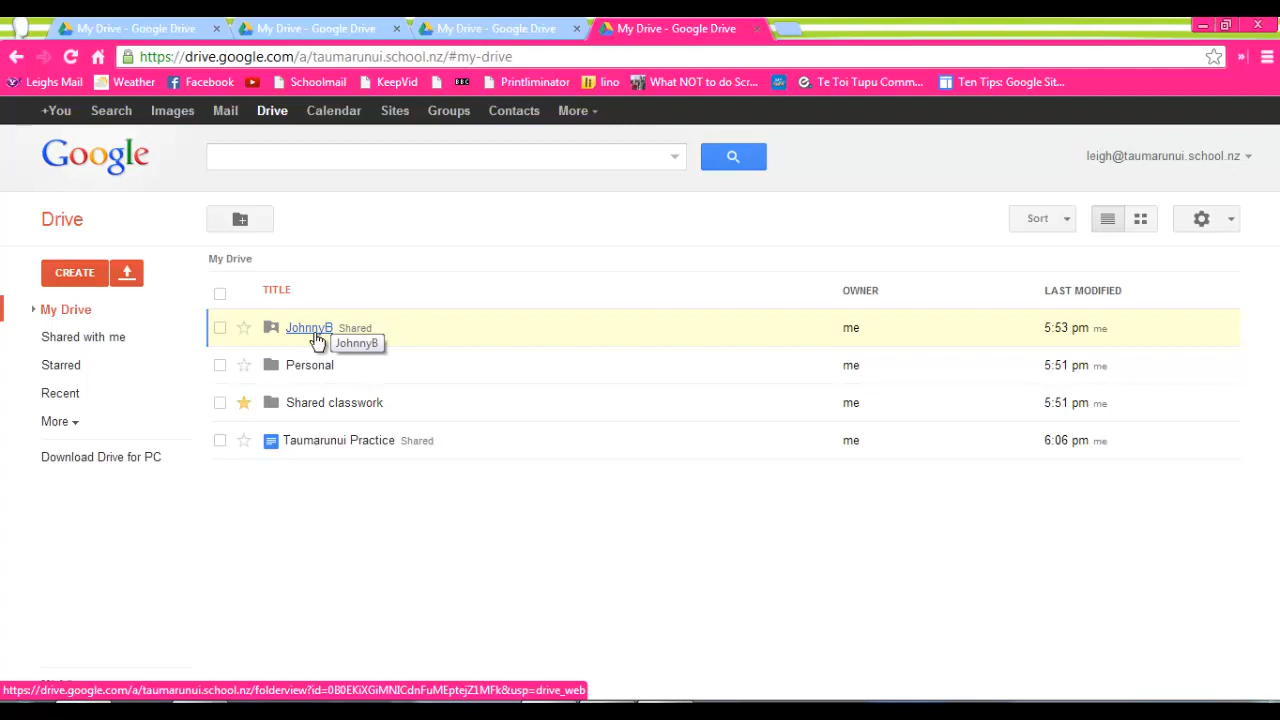 My Drive - Google Drive
My Drive - Google Drive
My Drive - Google Drive
My Drive - Google Drive
https://drive.google.com/a/taumarunui.school.nz/#my-drive
Leighs Mail Weather Facebook Schoolmail KeepVid BBC Printliminator lino What NOT to do Scr... Te Toi Tupu Comm... Ten Tips: Google Sit...
+You Search Images Mail Drive Calendar Sites Groups Contacts More
Google
leigh@taumarunui.school.nz
Drive
Sort
My Drive
CREATE
TITLE OWNER LAST MODIFIED
My Drive
JohnnyB Shared me 5:53 pm me
Shared with me
JohnnyB
Starred
Personal me 5:51 pm me
Recent
Shared classwork me 5:51 pm me
More
Taumarunui Practice Shared me 6:06 pm me
Download Drive for PC
https://drive.google.com/a/taumarunui.school.nz/folderview?id=0B0EKiXGiMNICdnFuMEptejZ1MFk&usp=drive_web